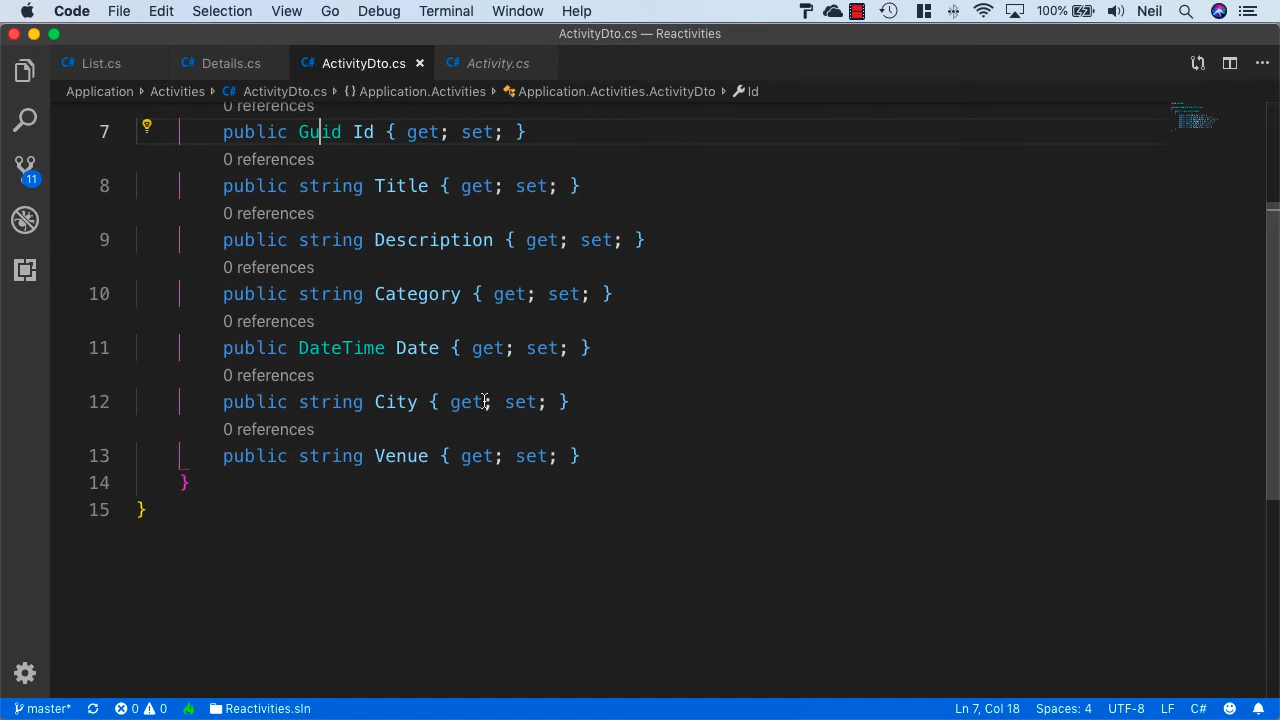 Code File Edit Selection View Go Debug Terminal Window Help 100% Neil
ActivityDto.cs — Reactivities
C# List.cs C# Details.cs C# ActivityDto.cs × C# Activity.cs
Application Activities C# ActivityDto.cs { } Application.Activities Application.Activities.ActivityDto Id
0 references
7 public Guid Id { get; set; }
0 references
8 public string Title { get; set; }
0 references
9 public string Description { get; set; }
0 references
10 public string Category { get; set; }
0 references
11 public DateTime Date { get; set; }
0 references
12 public string City { get; set; }
0 references
13 public string Venue { get; set; }
14 }
15 }
11
master* 0 0 Reactivities.sln Ln 7, Col 18 Spaces: 4 UTF-8 LF C#